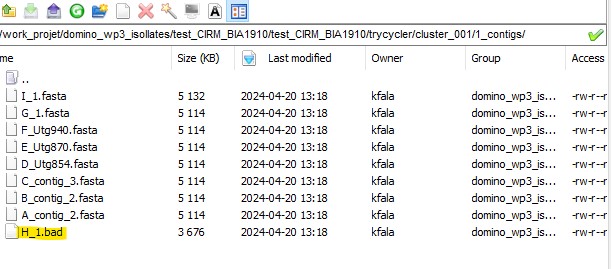 /work_projet/domino_wp3_isollates/test_CIRM_BIA1910/test_CIRM_BIA1910/trycycler/cluster_001/1_contigs/
me Size (KB) Last modified Owner Group Access
..
I_1.fasta 5 132 2024-04-20 13:18 kfala domino_wp3_is... -rw-r--r
G_1.fasta 5 114 2024-04-20 13:18 kfala domino_wp3_is... -rw-r--r
F_Utg940.fasta 5 114 2024-04-20 13:18 kfala domino_wp3_is... -rw-r--r
E_Utg870.fasta 5 114 2024-04-20 13:18 kfala domino_wp3_is... -rw-r--r
D_Utg854.fasta 5 114 2024-04-20 13:18 kfala domino_wp3_is... -rw-r--r
C_contig_3.fasta 5 114 2024-04-20 13:18 kfala domino_wp3_is... -rw-r--r
B_contig_2.fasta 5 114 2024-04-20 13:18 kfala domino_wp3_is... -rw-r--r
A_contig_2.fasta 5 114 2024-04-20 13:18 kfala domino_wp3_is... -rw-r--r
H_1.bad 3 676 2024-04-20 13:18 kfala domino_wp3_is... -rw-r--r